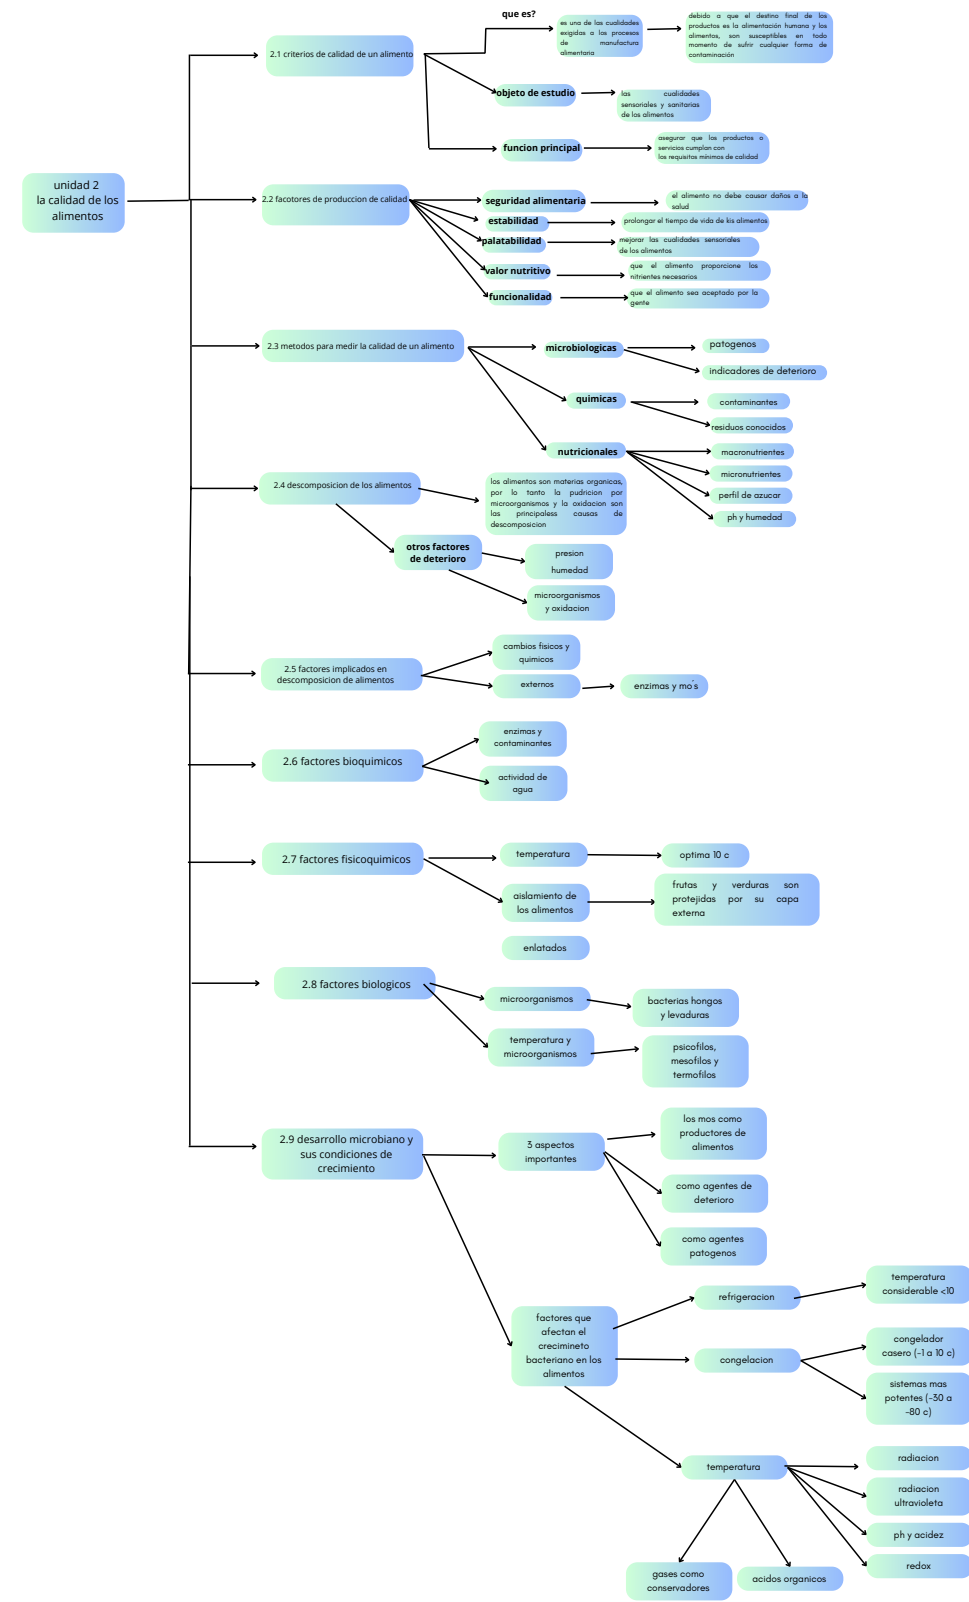 unidad 2
la calidad de los
alimentos
2.1 criterios de calidad de un alimento
que es?
es una de las cualidades
exigidas a los procesos
de manufactura
alimentaria
debido a que el destino final de los
productos es la alimentación humana y los
alimentos, son susceptibles en todo
momento de sufrir cualquier forma de
contaminación
objeto de estudio
las cualidades
sensoriales y sanitarias
de los alimentos
funcion principal
asegurar que los productos o
servicios cumplan con
los requisitos mínimos de calidad
2.2 facotores de produccion de calidad
seguridad alimentaria
el alimento no debe causar daños a la
salud
estabilidad
prolongar el tiempo de vida de kis alimentos
palatabilidad
mejorar las cualidades sensoriales
de los alimentos
valor nutritivo
que el alimento proporcione los
nitrientes necesarios
funcionalidad
que el alimento sea aceptado por la
gente
2.3 metodos para medir la calidad de un alimento
microbiologicas
patogenos
indicadores de deterioro
quimicas
contaminantes
residuos conocidos
nutricionales
macronutrientes
micronutrientes
perfil de azucar
ph y humedad
2.4 descomposicion de los alimentos
los alimentos son materias organicas,
por lo tanto la pudricion por
microorganismos y la oxidacion son
las principaless causas de
descomposicion
otros factores
de deterioro
presion
humedad
microorganismos
y oxidacion
2.5 factores implicados en
descomposicion de alimentos
cambios fisicos y
quimicos
externos
enzimas y mo´s
2.6 factores bioquimicos
enzimas y
contaminantes
actividad de
agua
2.7 factores fisicoquimicos
temperatura
optima 10 c
aislamiento de
los alimentos
frutas y verduras son
protejidas por su capa
externa
enlatados
2.8 factores biologicos
microorganismos
bacterias hongos
y levaduras
temperatura y
microorganismos
psicofilos,
mesofilos y
termofilos
2.9 desarrollo microbiano y
sus condiciones de
crecimiento
3 aspectos
importantes
los mos como
productores de
alimentos
como agentes de
deterioro
como agentes
patogenos
factores que
afectan el
crecimineto
bacteriano en los
alimentos
refrigeracion
temperatura
considerable <10
congelacion
congelador
casero (-1 a 10 c)
sistemas mas
potentes (-30 a
-80 c)
temperatura
radiacion
radiacion
ultravioleta
ph y acidez
redox
gases como
conservadores
acidos organicos